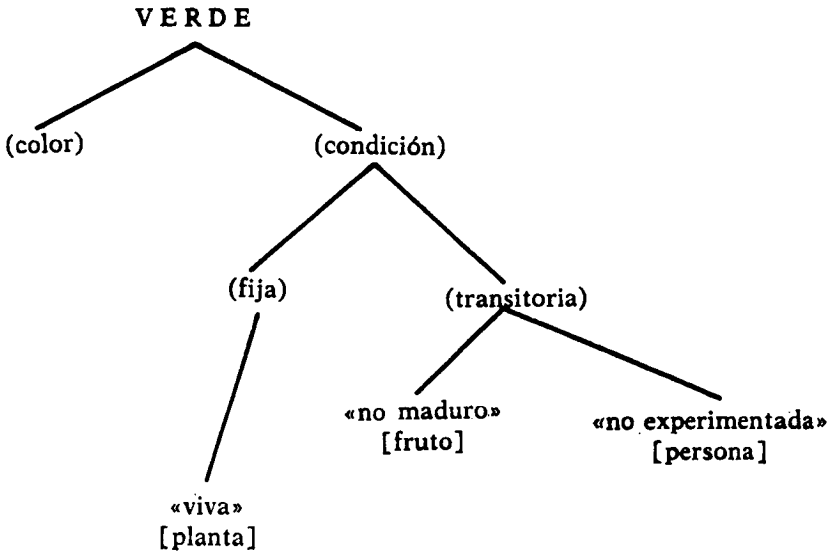 VERDE
(color)
(condición)
(fija)
(transitoria)
«no maduro»
[fruto]
«no experimentada»
[persona]
«viva»
[planta]